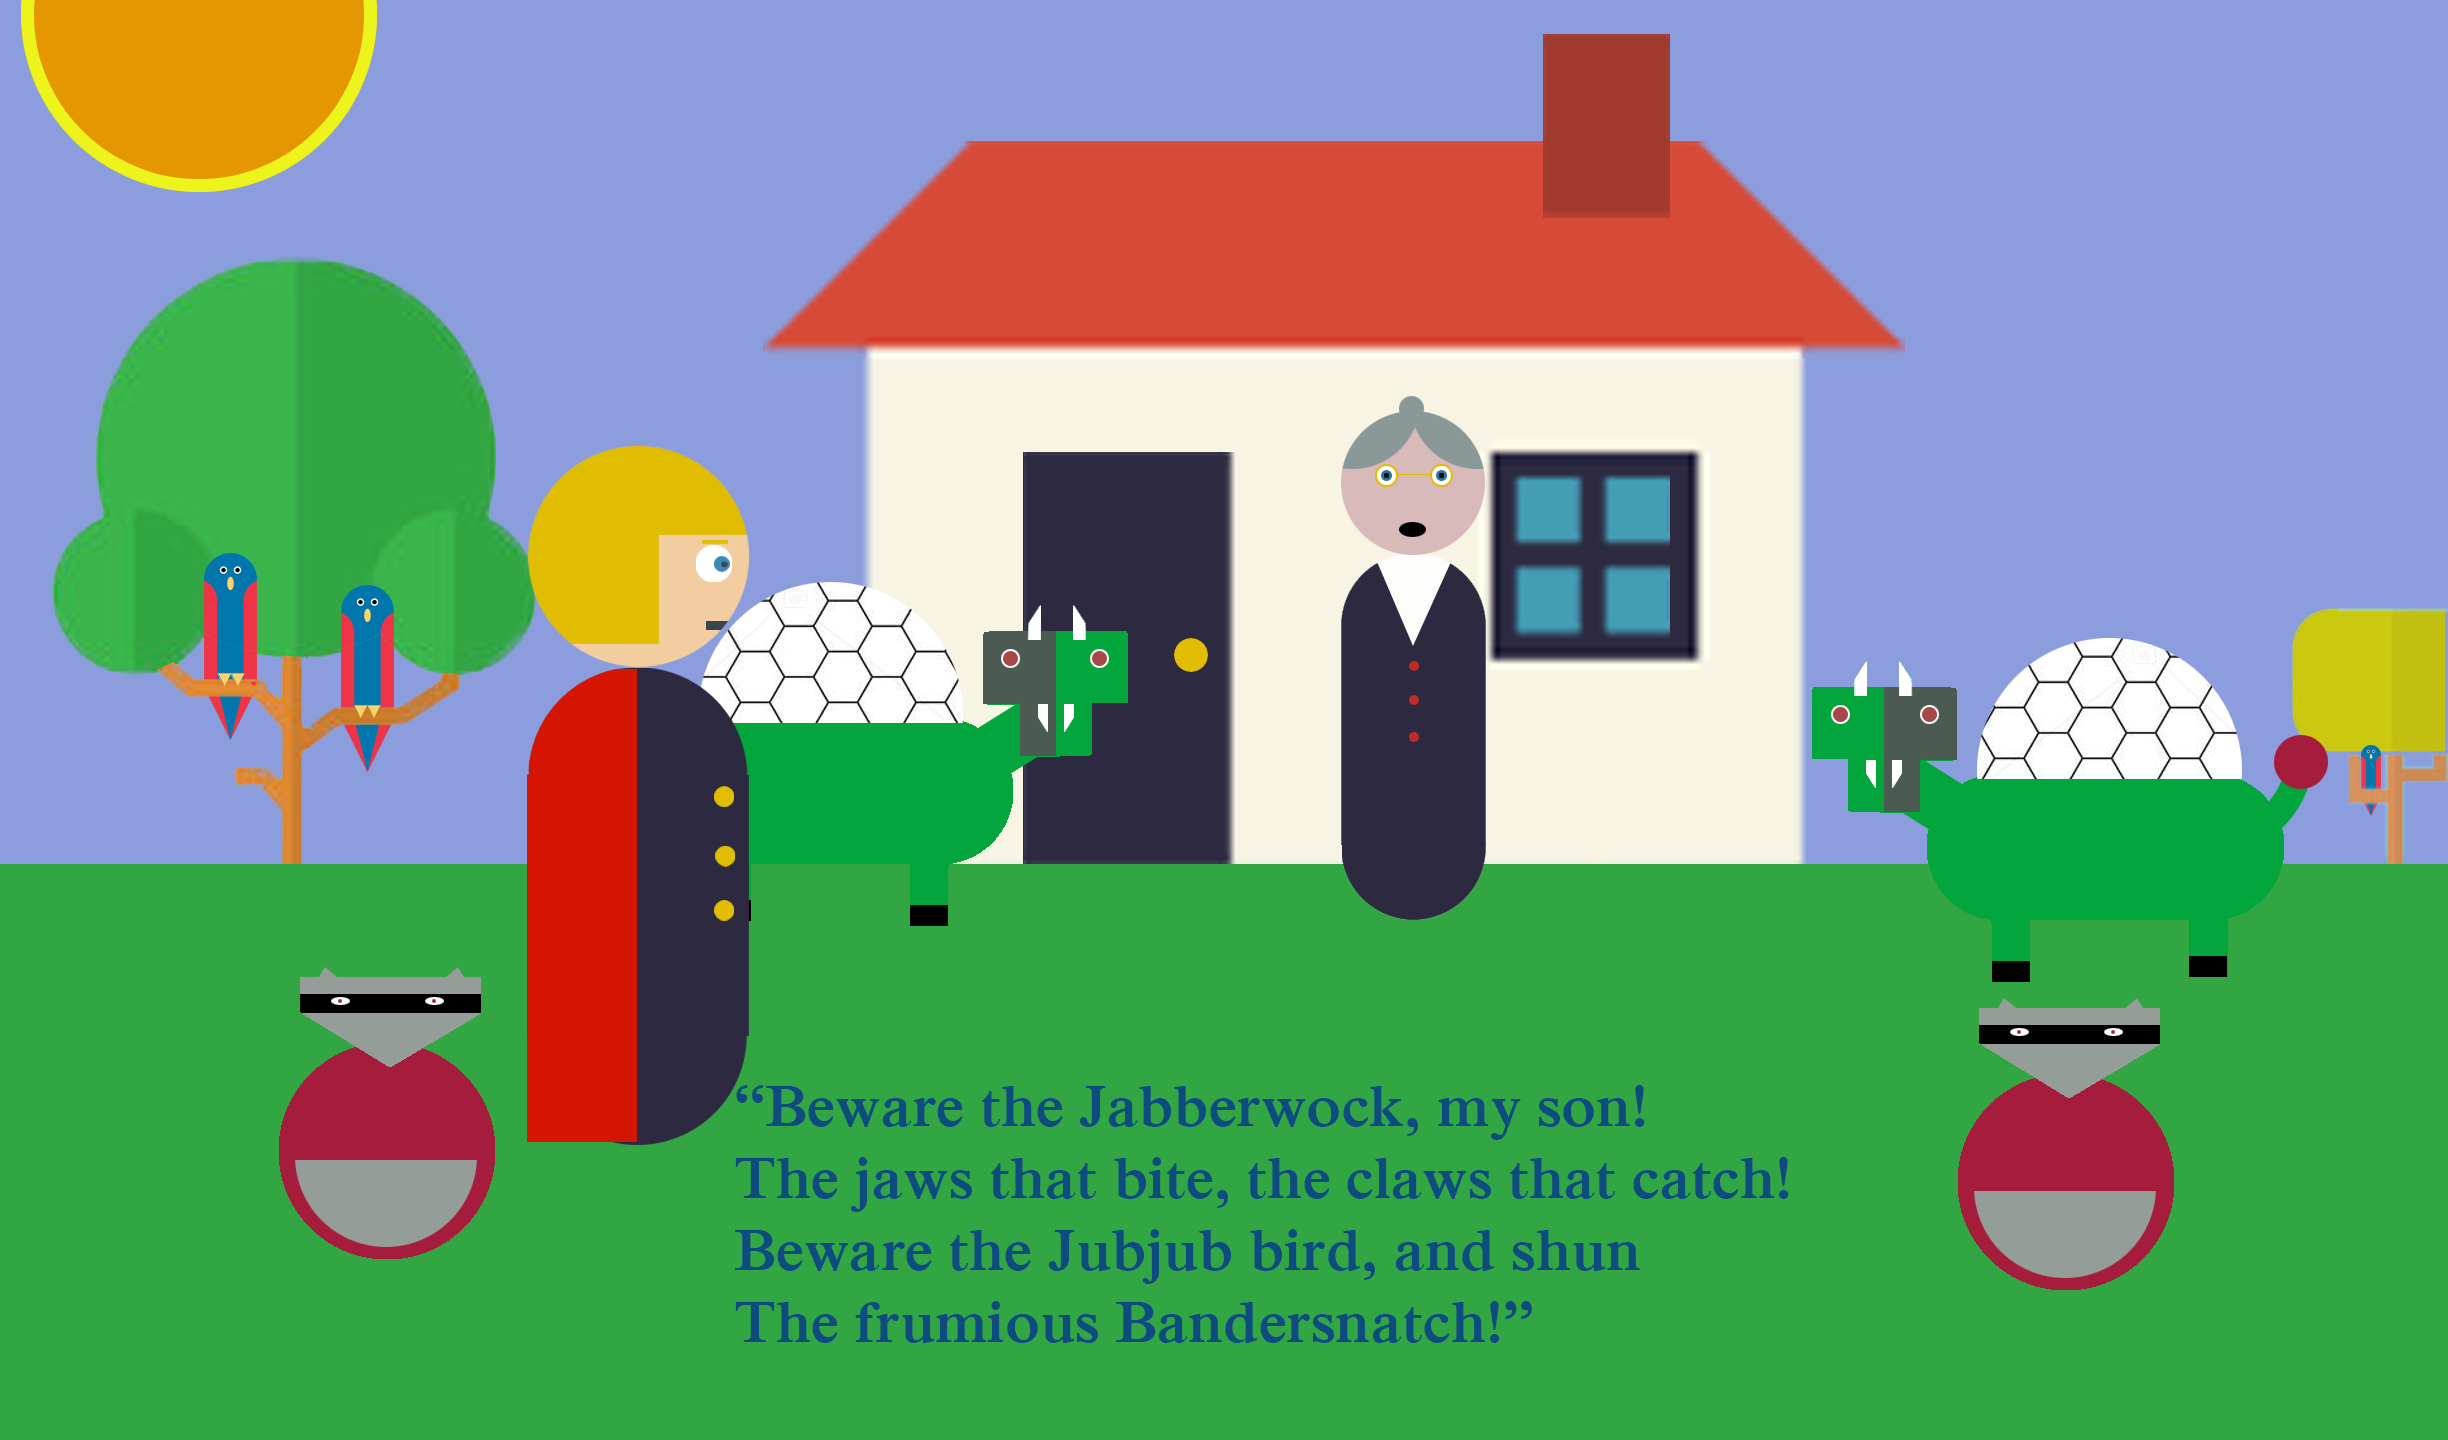 “Beware the Jabberwock, my son!
The jaws that bite, the claws that catch!
Beware the Jubjub bird, and shun
The frumious Bandersnatch!”